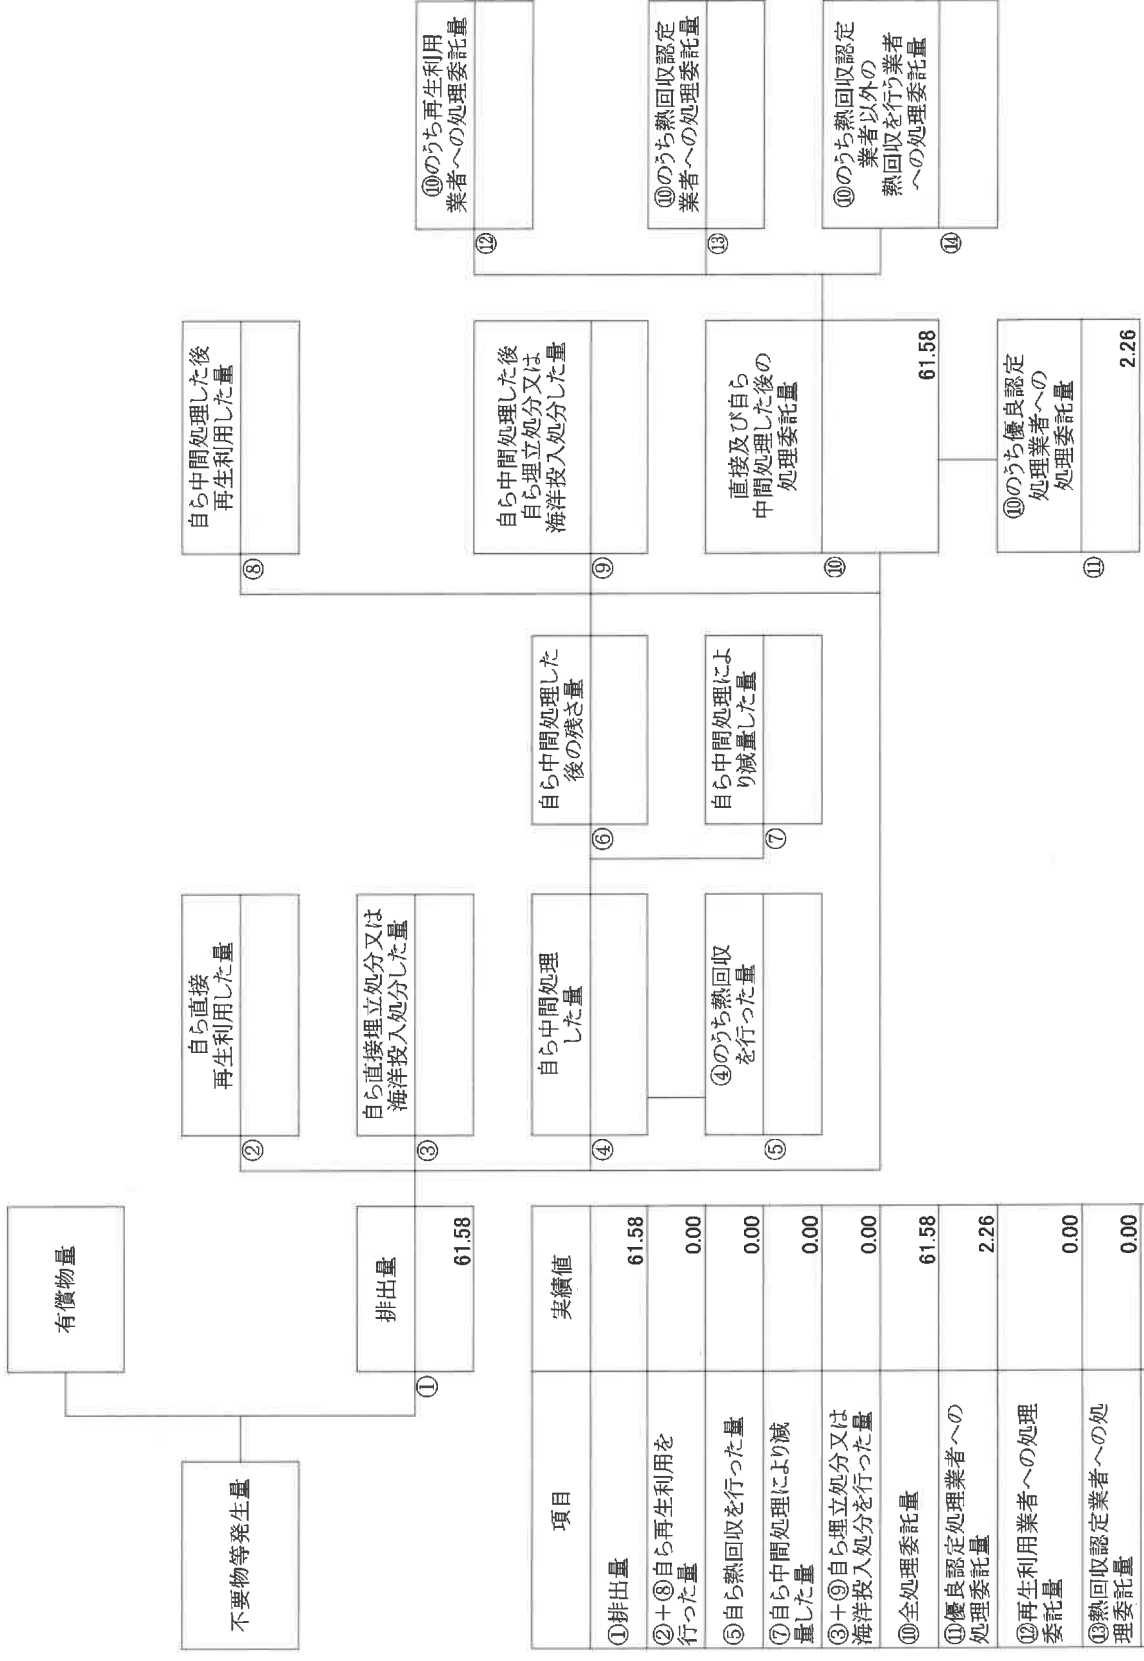 有償物量
不要物等発生量
排出量
①
61.58
自ら直接
再生利用した量
②
自ら直接埋立処分又は
海洋投入処分した量
③
自ら中間処理
した量
④
④のうち熱回収
を行った量
⑤
自ら中間処理した
後の残さ量
⑥
自ら中間処理によ
り減量した量
⑦
自ら中間処理した後
再生利用した量
⑧
自ら中間処理した後
自ら埋立処分又は
海洋投入処分した量
⑨
直接及び自ら
中間処理した後の
処理委託量
⑩
61.58
⑩のうち優良認定
処理業者への
処理委託量
⑪
2.26
⑩のうち再生利用
業者への処理委託量
⑫
⑩のうち熱回収認定
業者への処理委託量
⑬
⑩のうち熱回収認定
業者以外の
熱回収を行う業者
への処理委託量
⑭
項目
実績値
①排出量
61.58
②+⑧自ら再生利用を
行った量
0.00
⑤自ら熱回収を行った量
0.00
⑦自ら中間処理により減
量した量
0.00
③+⑨自ら埋立処分又は
海洋投入処分を行った量
0.00
⑩全処理委託量
61.58
⑪優良認定処理業者への
処理委託量
2.26
⑫再生利用業者への処理
委託量
0.00
⑬熱回収認定業者への処
理委託量
0.00